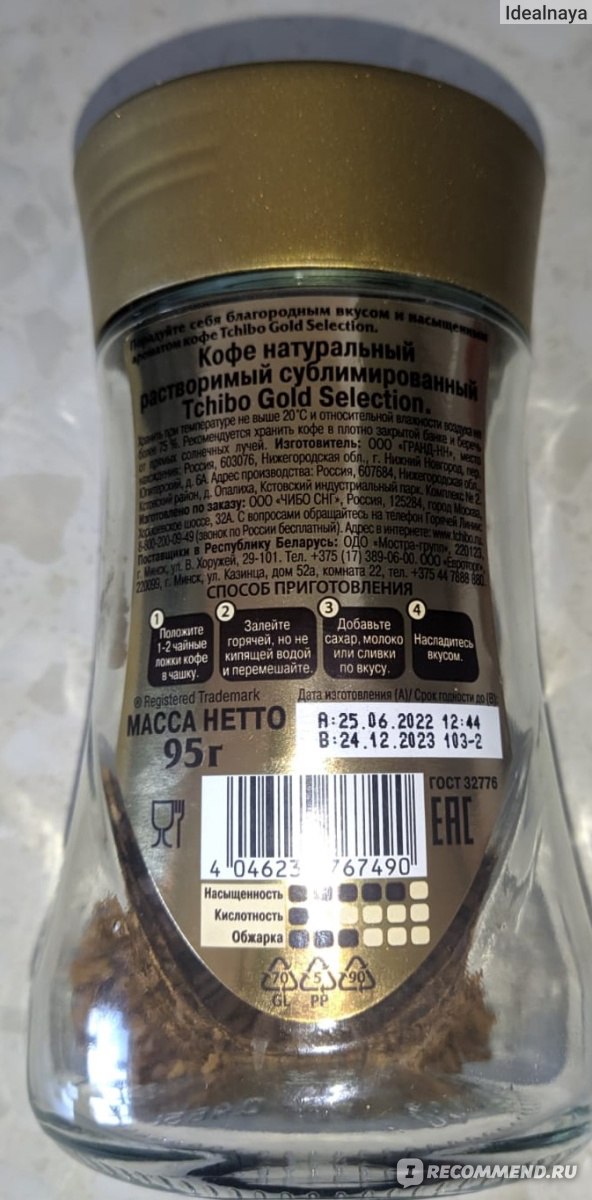 Idealnaya
Порадуйте себя благородным вкусом и насыщенным
ароматом кофе Tchibo Gold Selection.
Кофе натуральный
растворимый сублимированный
Tchibo Gold Selection.
Хранить при температуре не выше 20°С и относительной влажности воздуха не
более 75 %. Рекомендуется хранить кофе в плотно закрытой банке и беречь
от прямых солнечных лучей. Изготовитель: ООО «ГРАНД-НН», место
нахождения: Россия, 603076, Нижегородская обл., г. Нижний Новгород, пер.
Юпитерский, д. 6А. Адрес производства: Россия, 607684, Нижегородская обл.,
Кстовский район, д. Опалиха, Кстовский индустриальный парк. Комплекс № 2.
Изготовлено по заказу: ООО «ЧИБО СНГ», Россия, 125284, город Москва,
Хорошевское шоссе, 32А. С вопросами обращайтесь на телефон Горячей Линии:
8-800-200-09-49 (звонок по России бесплатный). Адрес в интернете: www.tchibo.ru
Поставщики в Республику Беларусь: ОДО «Мостра-групп», 220123,
г. Минск, ул. В. Хоружей, 29-101. Тел. +375 (17) 389-06-00. ООО «Евроторг»,
220099, г. Минск, ул. Казинца, дом 52а, комната 22, тел. +375 44 7888 880
СПОСОБ ПРИГОТОВЛЕНИЯ
1 Положите 1-2 чайные ложки кофе в чашку.
2 Залейте горячей, но не кипящей водой и перемешайте.
3 Добавьте сахар, молоко или сливки по вкусу.
4 Насладитесь вкусом.
® Registered Trademark
Дата изготовления (А)/ Срок годности до (В):
МАССА НЕТТО
95г
A:25.06.2022 12:44
B:24.12.2023 103-2
ГОСТ 32776
EAC
4 04623 767490
Насыщенность
Кислотность
Обжарка
70 5 90
GL PP
IRECOMMEND.RU